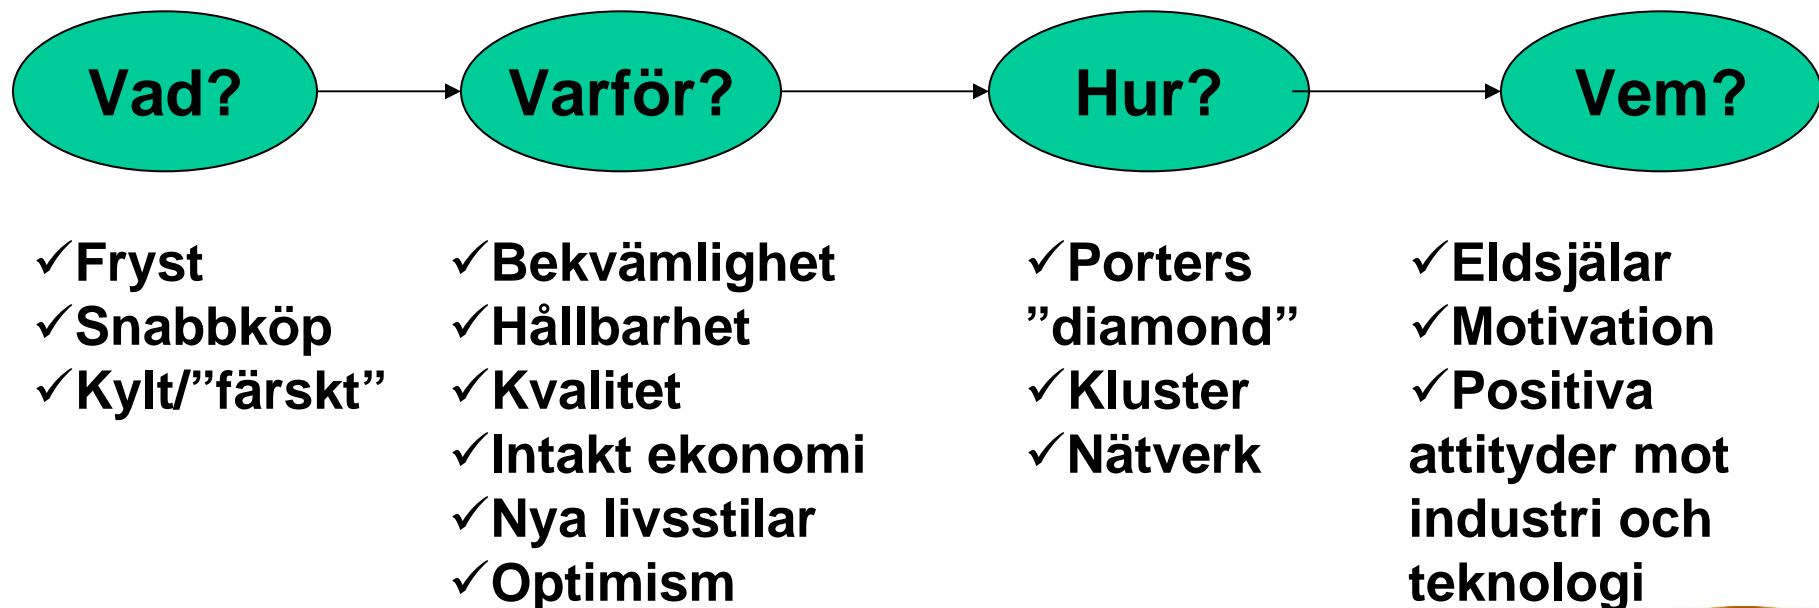 Vad?
Varför?
Hur?
Vem?
✓Fryst
✓Snabbköp
✓Kylt/”färskt”
✓Bekvämlighet
✓Hållbarhet
✓Kvalitet
✓Intakt ekonomi
✓Nya livsstilar
✓Optimism
✓Porters
”diamond”
✓Kluster
✓Nätverk
✓Eldsjälar
✓Motivation
✓Positiva
attityder mot
industri och
teknologi